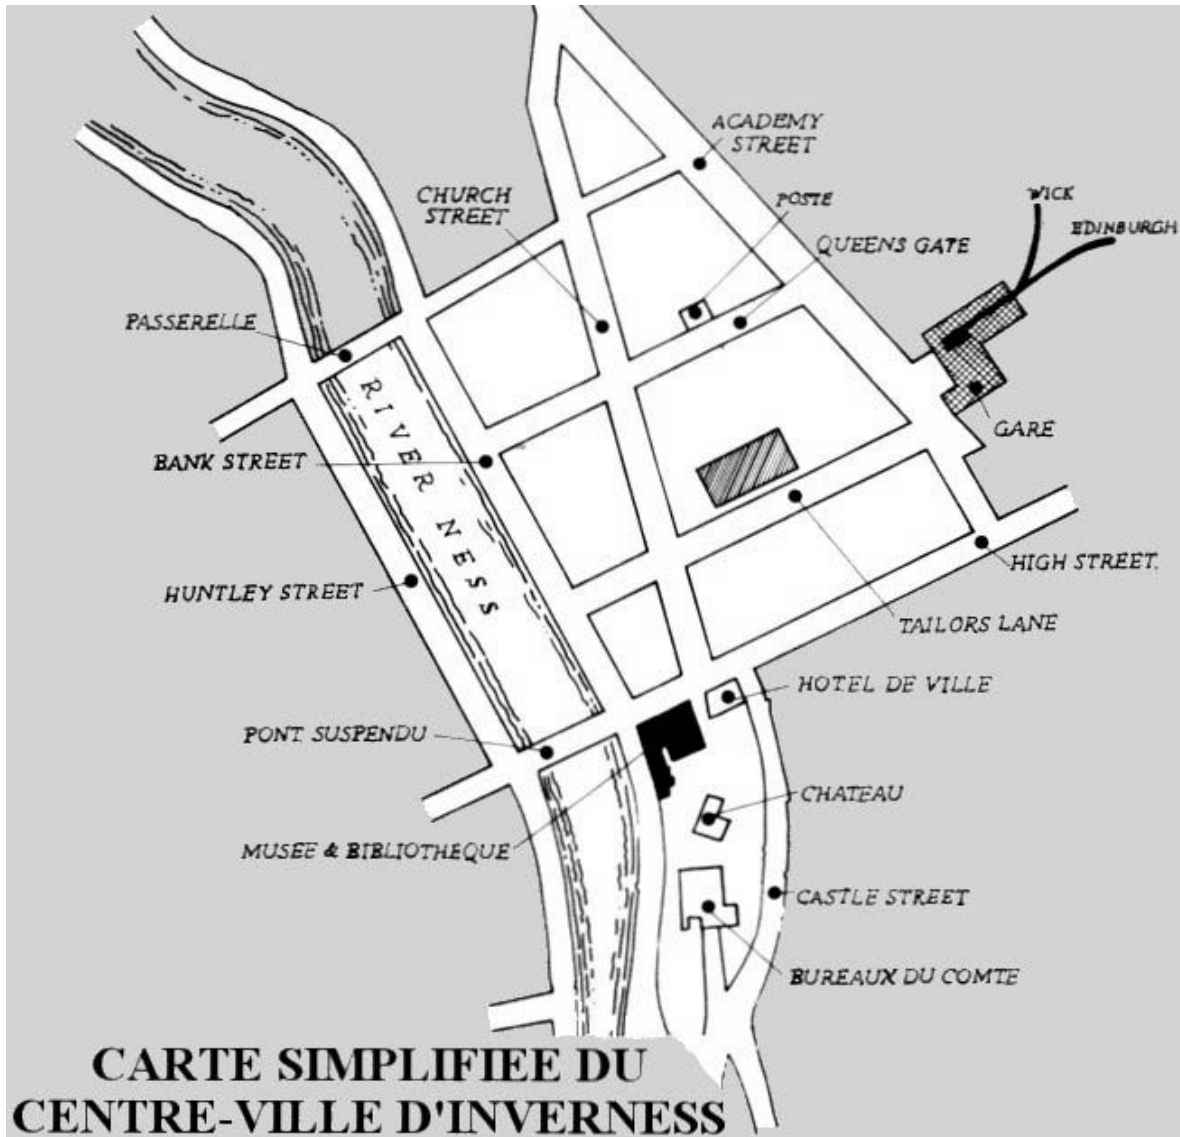 ACADEMY
STREET
CHURCH
STREET
POSTE
WICK
EDINBURGH
QUEENS GATE
PASSERELLE
RIVER NESS
GARE
BANK STREET
HIGH STREET.
HUNTLEY STREET
TAILORS LANE
HOTEL DE VILLE
PONT SUSPENDU
CHATEAU
MUSEE & BIBLIOTHEQUE
CASTLE STREET
BUREAUX DU COMTE
CARTE SIMPLIFIEE DU
CENTRE-VILLE D'INVERNESS